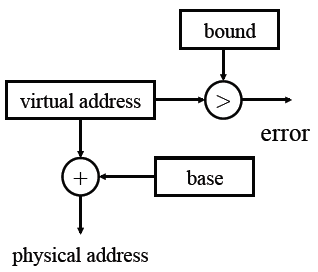 bound
virtual address
>
error
+
base
physical address